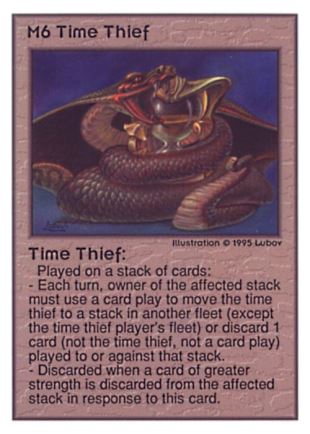 M6 Time Thief
Illustration © 1995 Lubov
Time Thief:
Played on a stack of cards:
- Each turn, owner of the affected stack
must use a card play to move the time
thief to a stack in another fleet (except
the time thief player's fleet) or discard 1
card (not the time thief, not a card play)
played to or against that stack.
- Discarded when a card of greater
strength is discarded from the affected
stack in response to this card.